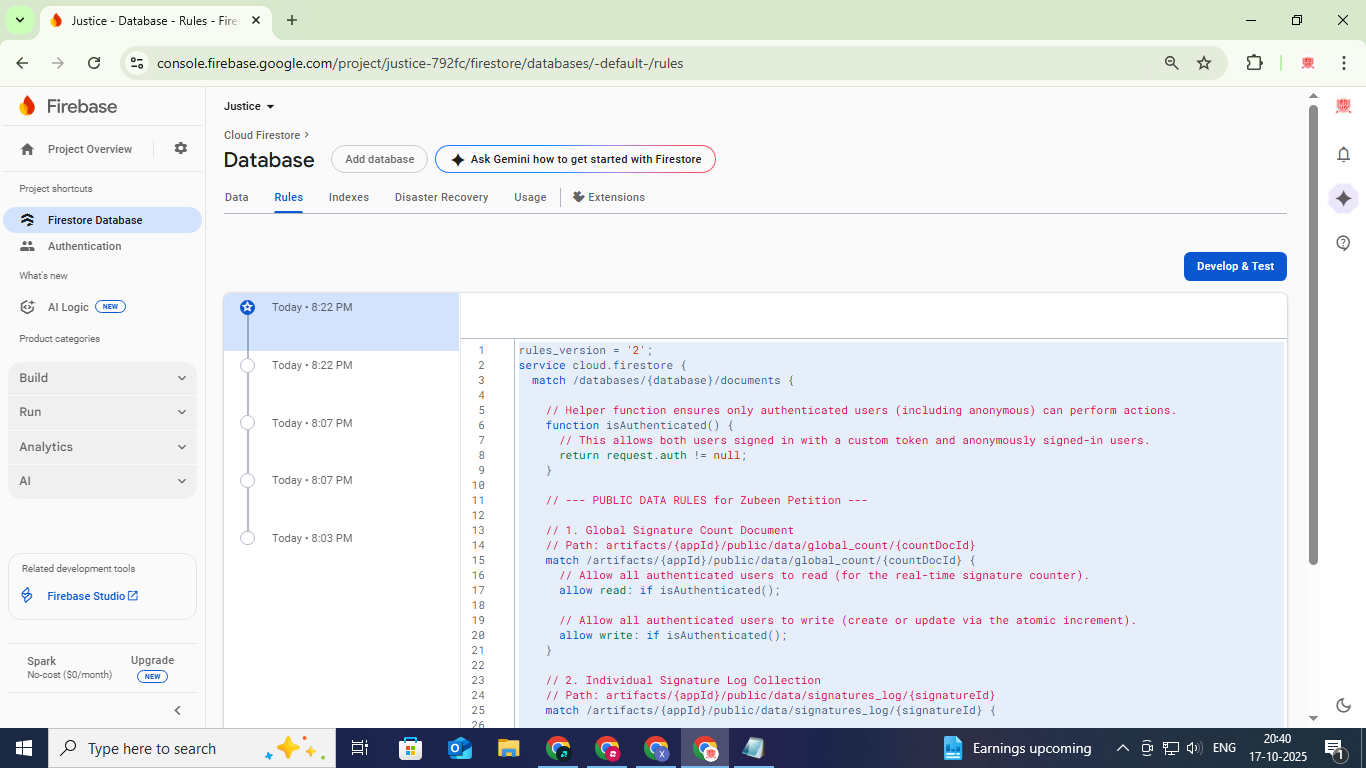 Justice - Database - Rules - Fire
console.firebase.google.com/project/justice-792fc/firestore/databases/-default-/rules
Firebase
Project Overview
Project shortcuts
Firestore Database
Authentication
What's new
AI Logic NEW
Product categories
Build
Run
Analytics
AI
Related development tools
Firebase Studio
Spark
No-cost ($0/month)
Upgrade
NEW
Justice
Cloud Firestore >
Database
Add database
Ask Gemini how to get started with Firestore
Data
Rules
Indexes
Disaster Recovery
Usage
Extensions
Develop & Test
Today • 8:22 PM
Today • 8:22 PM
Today • 8:07 PM
Today • 8:07 PM
Today • 8:03 PM
1 rules_version = '2';
2 service cloud.firestore {
3 match /databases/{database}/documents {
4
5 // Helper function ensures only authenticated users (including anonymous) can perform actions.
6 function isAuthenticated() {
7 // This allows both users signed in with a custom token and anonymously signed-in users.
8 return request.auth != null;
9 }
10
11 // --- PUBLIC DATA RULES for Zubeen Petition ---
12
13 // 1. Global Signature Count Document
14 // Path: artifacts/{appId}/public/data/global_count/{countDocId}
15 match /artifacts/{appId}/public/data/global_count/{countDocId} {
16 // Allow all authenticated users to read (for the real-time signature counter).
17 allow read: if isAuthenticated();
18
19 // Allow all authenticated users to write (create or update via the atomic increment).
20 allow write: if isAuthenticated();
21 }
22
23 // 2. Individual Signature Log Collection
24 // Path: artifacts/{appId}/public/data/signatures_log/{signatureId}
25 match /artifacts/{appId}/public/data/signatures_log/{signatureId} {
26
Type here to search
Earnings upcoming
ENG
20:40
17-10-2025
1